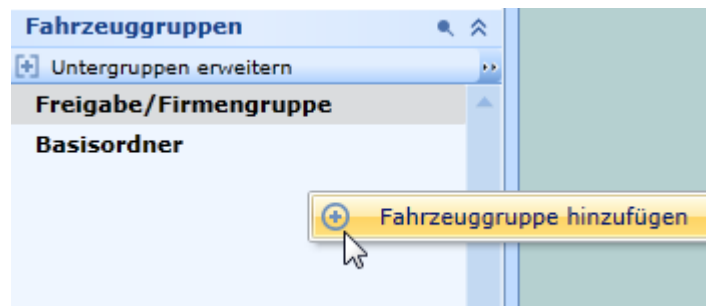 Fahrzeuggruppen
Untergruppen erweitern
Freigabe/Firmengruppe
Basisordner
Fahrzeuggruppe hinzufügen